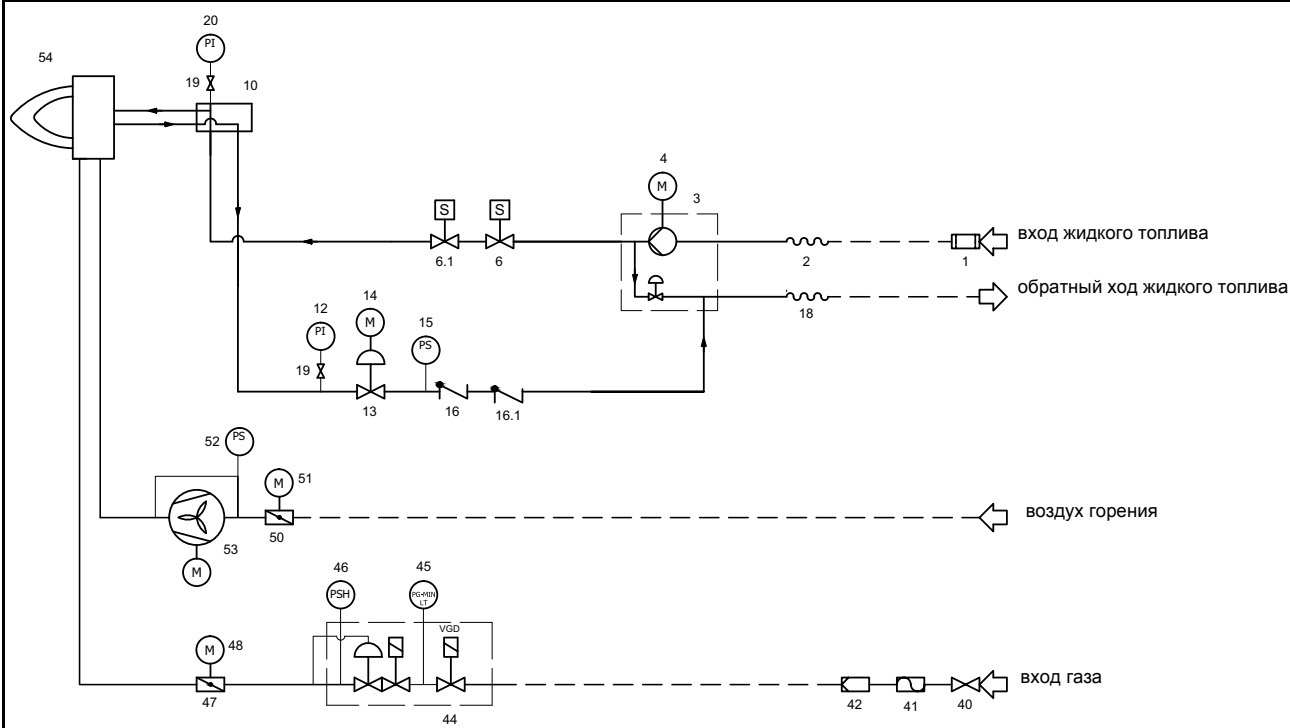 20
PI
54
19
10
4
M
3
S
S
вход жидкого топлива
6.1
6
2
1
обратный ход жидкого топлива
18
14
12
M
15
PI
PS
19
13
16
16.1
52
PS
M
51
воздух горения
50
53
M
46
45
PSH
PG-MIN
LT
VGD
M
48
вход газа
47
42
41
40
44